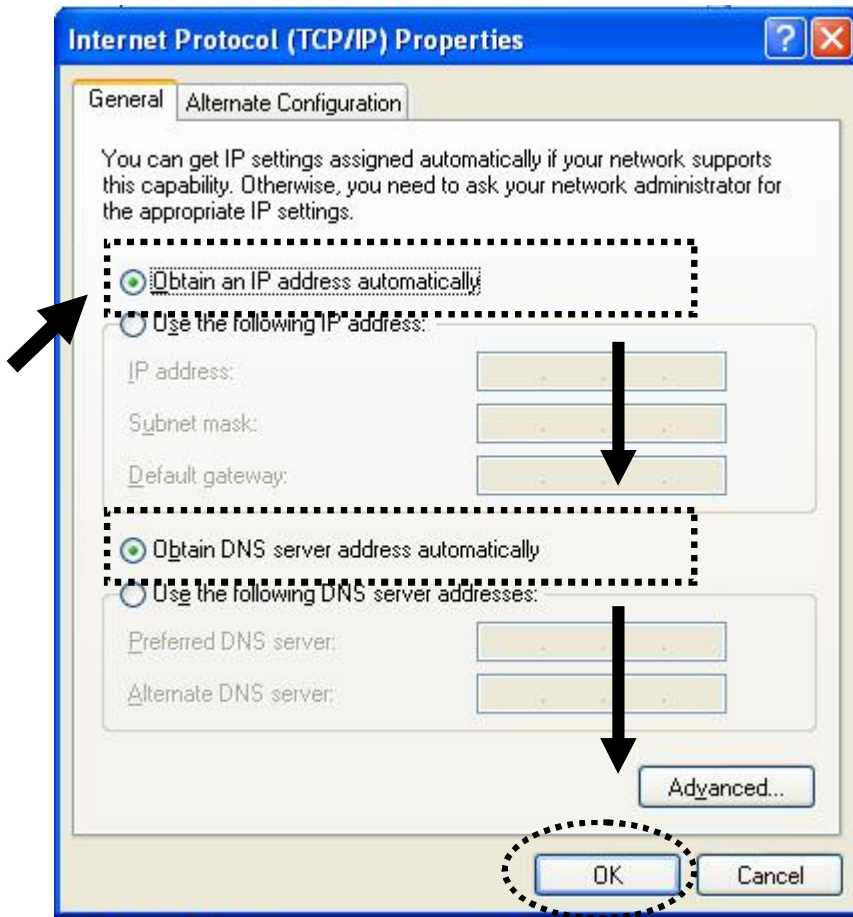 Internet Protocol (TCP/IP) Properties
General
Alternate Configuration
You can get IP settings assigned automatically if your network supports
this capability. Otherwise, you need to ask your network administrator for
the appropriate IP settings.
Obtain an IP address automatically
Use the following IP address:
IP address:
Subnet mask:
Default gateway:
Obtain DNS server address automatically
Use the following DNS server addresses:
Preferred DNS server:
Alternate DNS server:
Advanced...
OK
Cancel